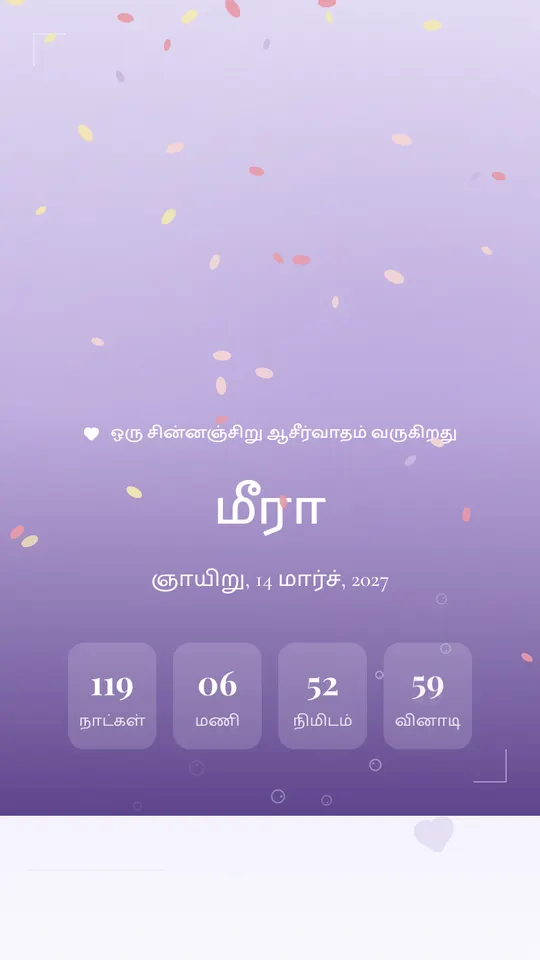 ஒரு சின்னஞ்சிறு ஆசீர்வாதம் வருகிறது
மீரா
ஞாயிறு, 14 மார்ச், 2027
119 06 52 59
நாட்கள் மணி நிமிடம் வினாடி